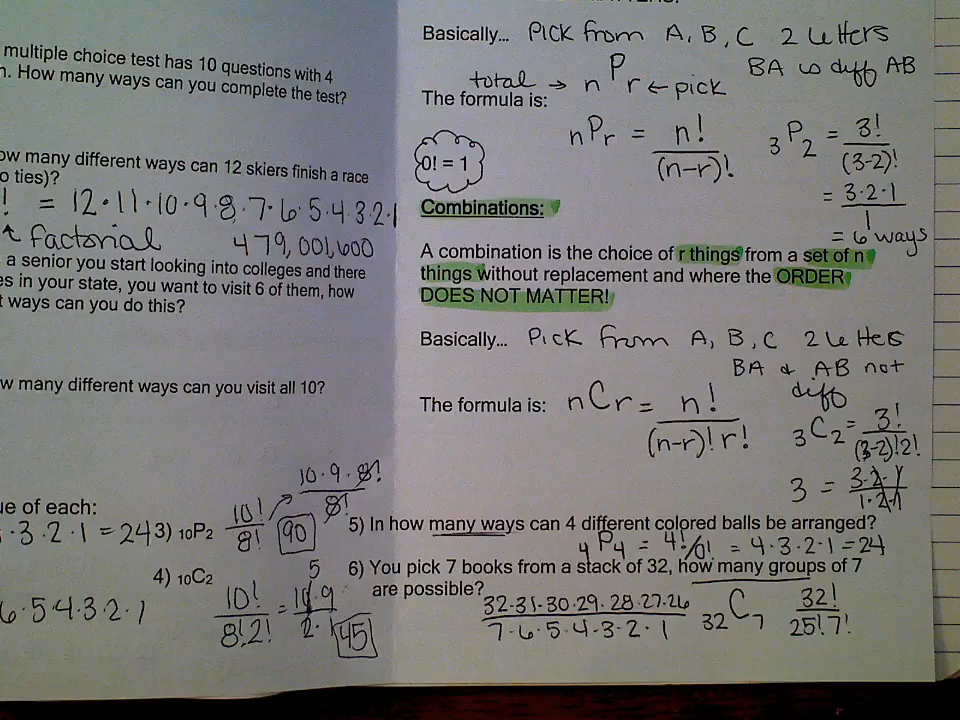 multiple choice test has 10 questions with 4
How many ways can you complete the test?
ow many different ways can 12 skiers finish a race
o ties)?
! = 12·11·10·9·8·7·6·5·4·3·2·1
↑ factorial 479,001,600
a senior you start looking into colleges and there
es in your state, you want to visit 6 of them, how
t ways can you do this?
w many different ways can you visit all 10?
ue of each:
·3·2·1 = 24
3) 10P2 10!/8! → 10·9·8!/8! 90
4) 10C2 10!/8!2! = 10·9/2·1 5 45
6·5·4·3·2·1
Basically... Pick from A, B, C 2 letters
BA is diff AB
total → nPr ← pick
The formula is:
nPr = n!/(n-r)!
3P2 = 3!/(3-2)!
= 3·2·1/1
= 6 ways
0! = 1
Combinations:
A combination is the choice of r things from a set of n
things without replacement and where the ORDER
DOES NOT MATTER!
Basically... Pick from A, B, C 2 letters
BA & AB not
diff
The formula is: nCr = n!/(n-r)!r!
3C2 = 3!/(3-2)!2!
3 = 3·2·1/1·2·1
5) In how many ways can 4 different colored balls be arranged?
4P4 = 4!/0! = 4·3·2·1 = 24
6) You pick 7 books from a stack of 32, how many groups of 7
are possible?
32·31·30·29·28·27·26/7·6·5·4·3·2·1 32C7 32!/25!7!